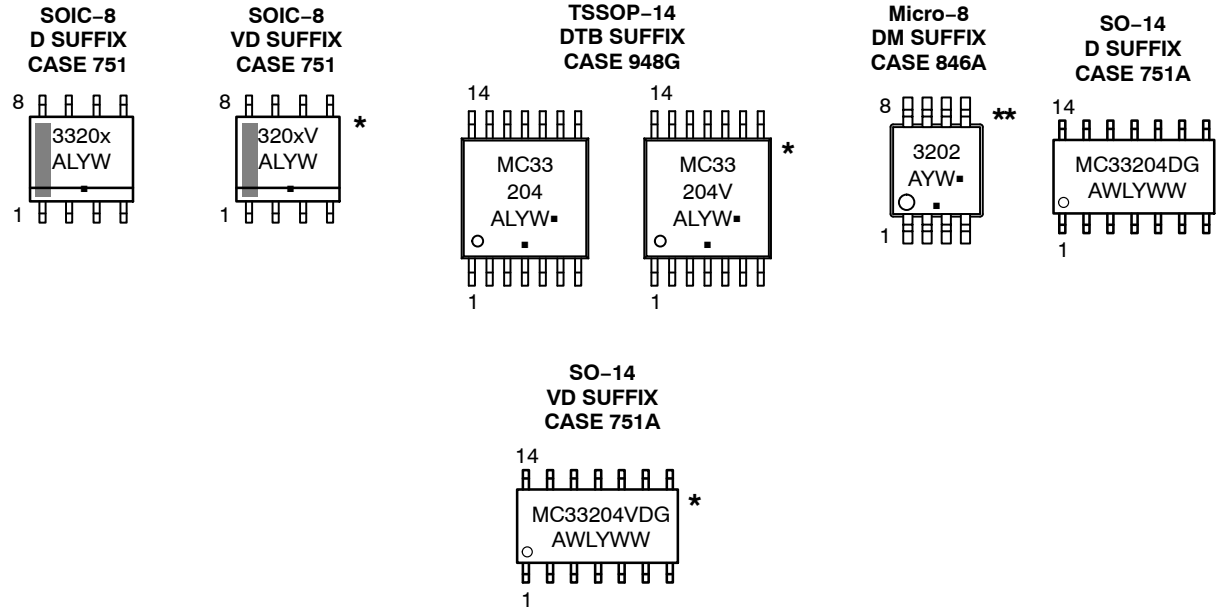 SOIC−8
D SUFFIX
CASE 751
8
3320x
ALYW
1
SOIC−8
VD SUFFIX
CASE 751
8
320xV
ALYW
*
1
TSSOP−14
DTB SUFFIX
CASE 948G
14
MC33
204
ALYW▪
▪
1
14
MC33
204V
ALYW▪
▪
*
1
Micro−8
DM SUFFIX
CASE 846A
8
3202
AYW▪
▪
**
1
SO−14
D SUFFIX
CASE 751A
14
MC33204DG
AWLYWW
1
SO−14
VD SUFFIX
CASE 751A
14
MC33204VDG
AWLYWW
*
1